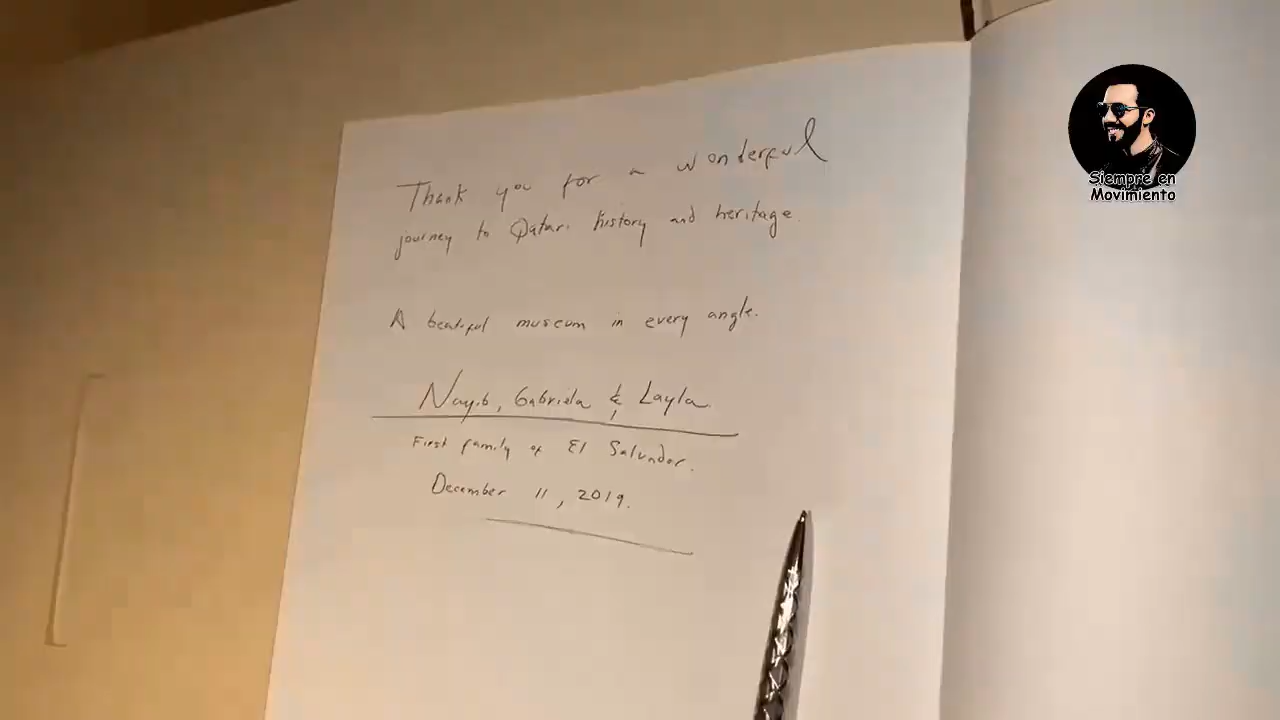 Thank you for a wonderful
journey to Qatari history and heritage.
A beatiful museum in every angle.
Nayib, Gabriela & Layla.
First family of El Salvador.
December 11, 2019.
Siempre en
Movimiento